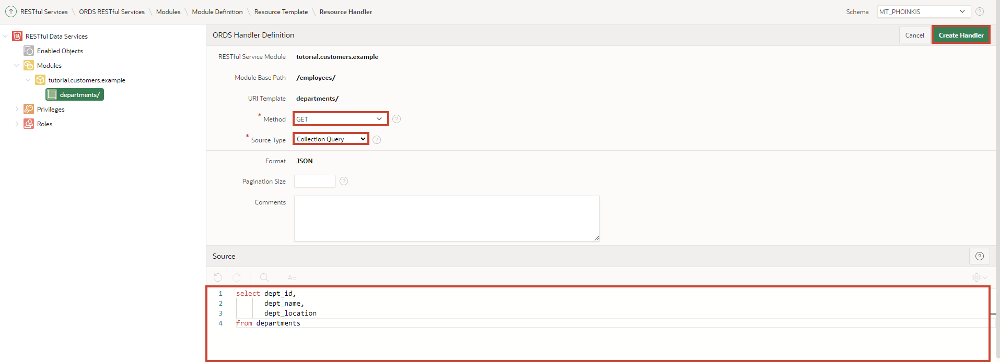 RESTful Services \ ORDS RESTful Services \ Modules \ Module Definition \ Resource Template \ Resource Handler
Schema MT_PHOINKIS
RESTful Data Services
Enabled Objects
Modules
tutorial.customers.example
departments/
Privileges
Roles
ORDS Handler Definition
Cancel
Create Handler
RESTful Service Module tutorial.customers.example
Module Base Path /employees/
URI Template departments/
* Method GET
* Source Type Collection Query
Format JSON
Pagination Size
Comments
Source
1 select dept_id,
2 dept_name,
3 dept_location
4 from departments